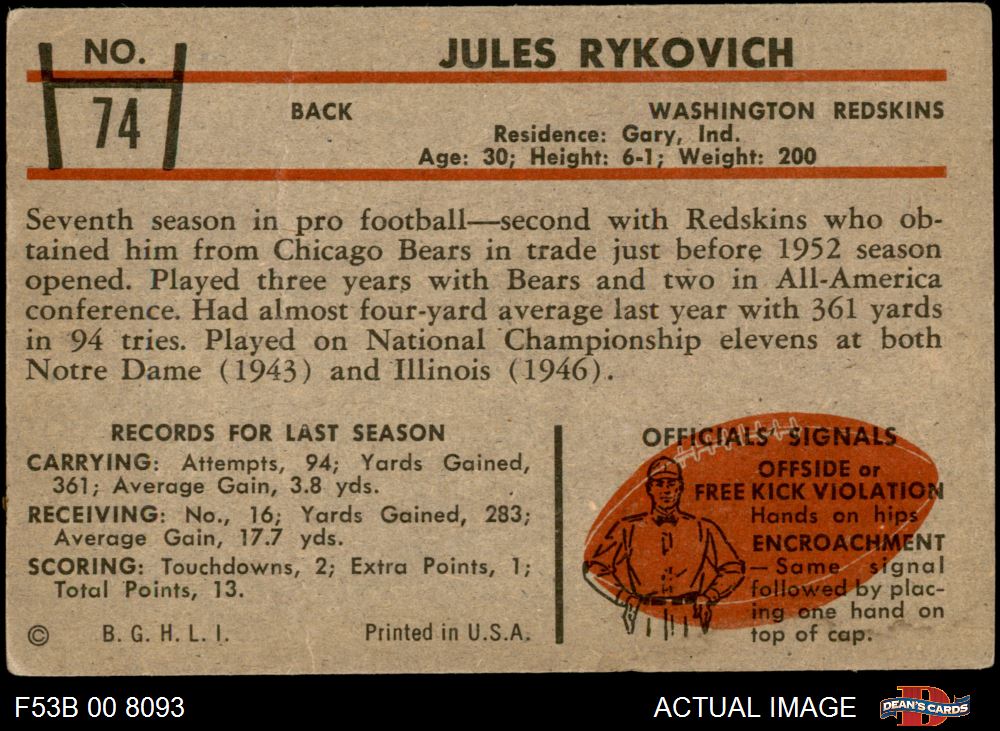 NO.
74
JULES RYKOVICH
BACK
WASHINGTON REDSKINS
Residence: Gary, Ind.
Age: 30; Height: 6-1; Weight: 200
Seventh season in pro football—second with Redskins who ob-
tained him from Chicago Bears in trade just before 1952 season
opened. Played three years with Bears and two in All-America
conference. Had almost four-yard average last year with 361 yards
in 94 tries. Played on National Championship elevens at both
Notre Dame (1943) and Illinois (1946).
RECORDS FOR LAST SEASON
CARRYING: Attempts, 94; Yards Gained,
361; Average Gain, 3.8 yds.
RECEIVING: No., 16; Yards Gained, 283;
Average Gain, 17.7 yds.
SCORING: Touchdowns, 2; Extra Points, 1;
Total Points, 13.
© B. G. H. L. I. Printed in U.S.A.
OFFICIALS' SIGNALS
OFFSIDE or
FREE KICK VIOLATION
Hands on hips
ENCROACHMENT
— Same signal
followed by plac-
ing one hand on
top of cap.
F53B 00 8093
ACTUAL IMAGE
D
DEAN'S CARDS